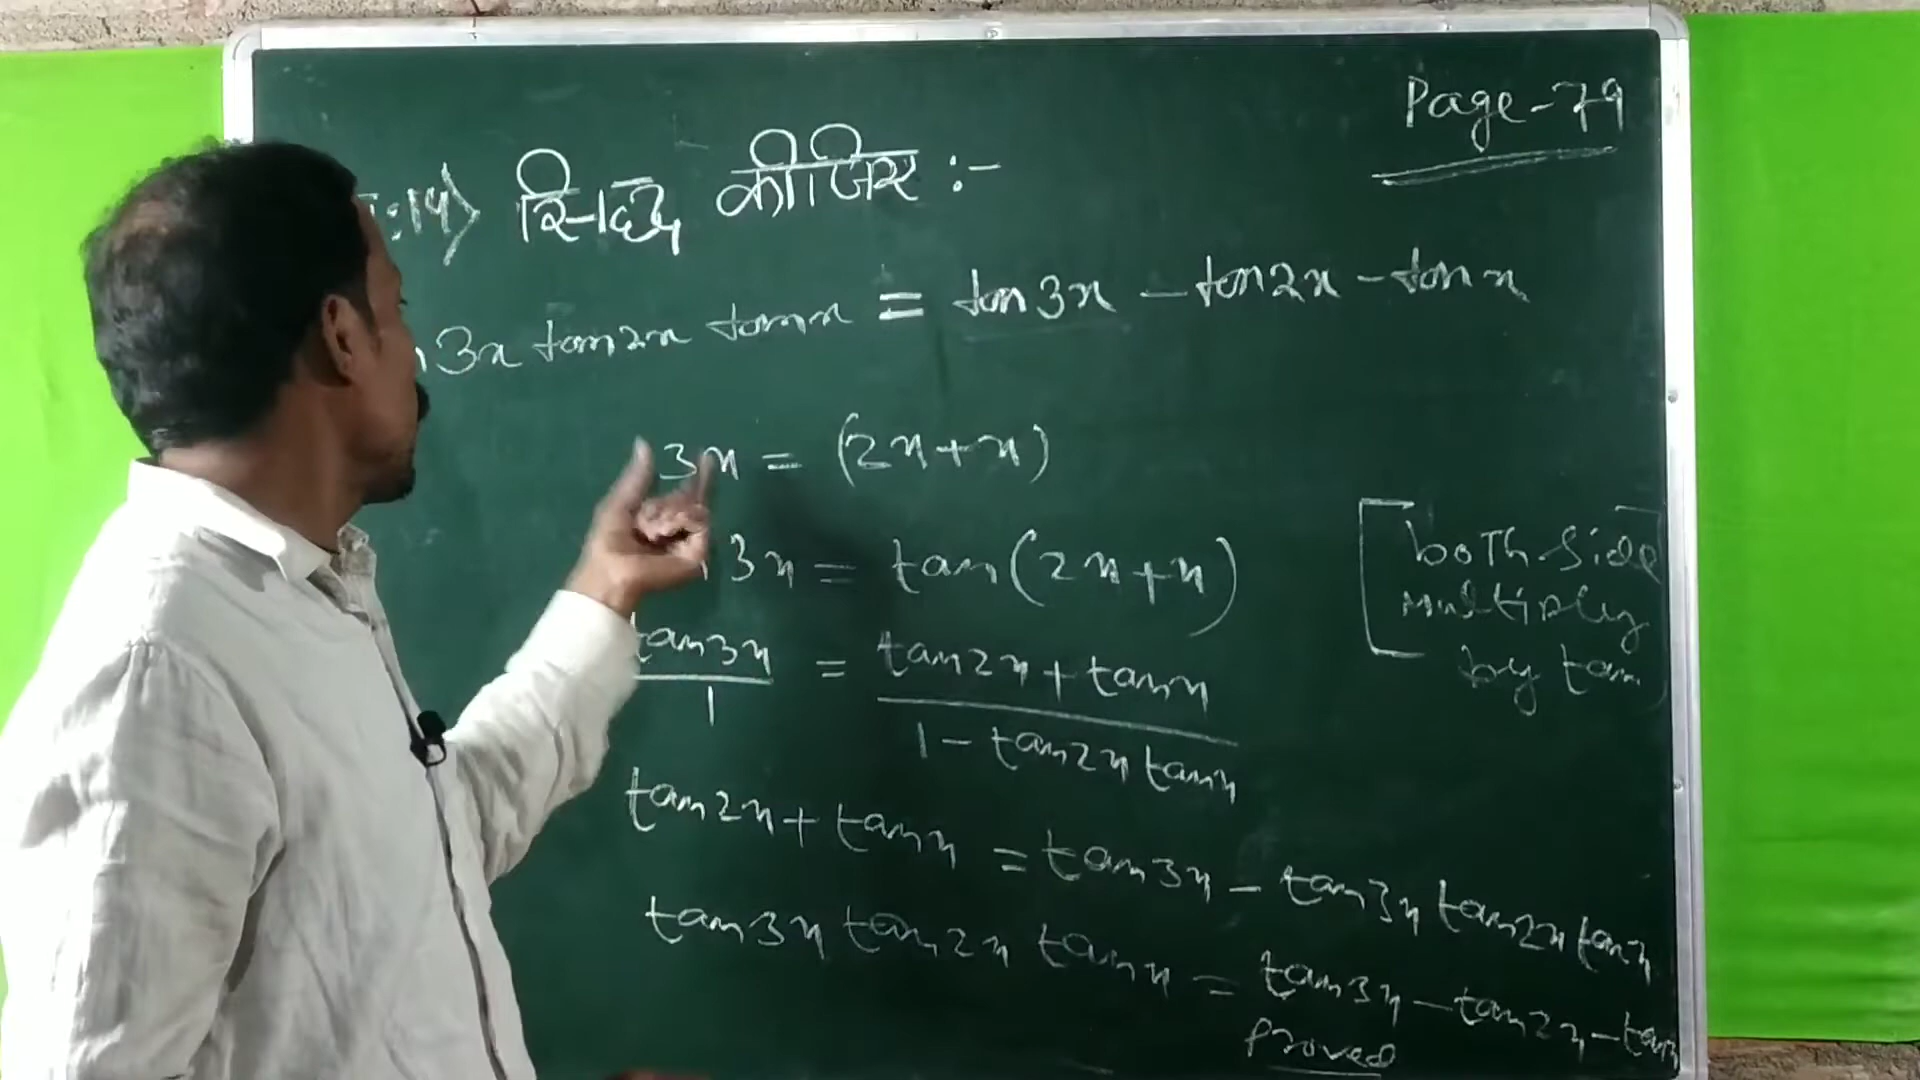 Page-79
:14) सिद्ध कीजिए :-
3x tan2x tanx = tan3x - tan2x - tanx
3x = (2x+x)
3x = tan(2x+x)
[both side
multiply
by tan]
tan3x/1 = tan2x + tanx / 1 - tan2x tanx
tan2x + tanx = tan3x - tan3x tan2x tanx
tan3x tan2x tanx = tan3x - tan2x - tanx
Proved